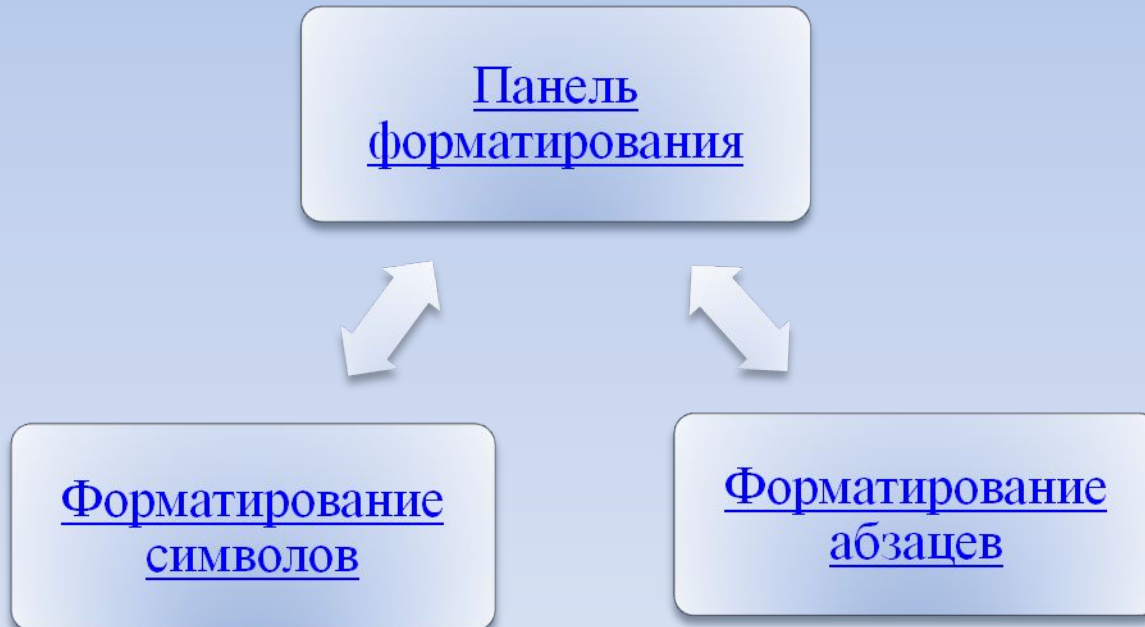 Панель
форматирования
Форматирование
символов
Форматирование
абзацев